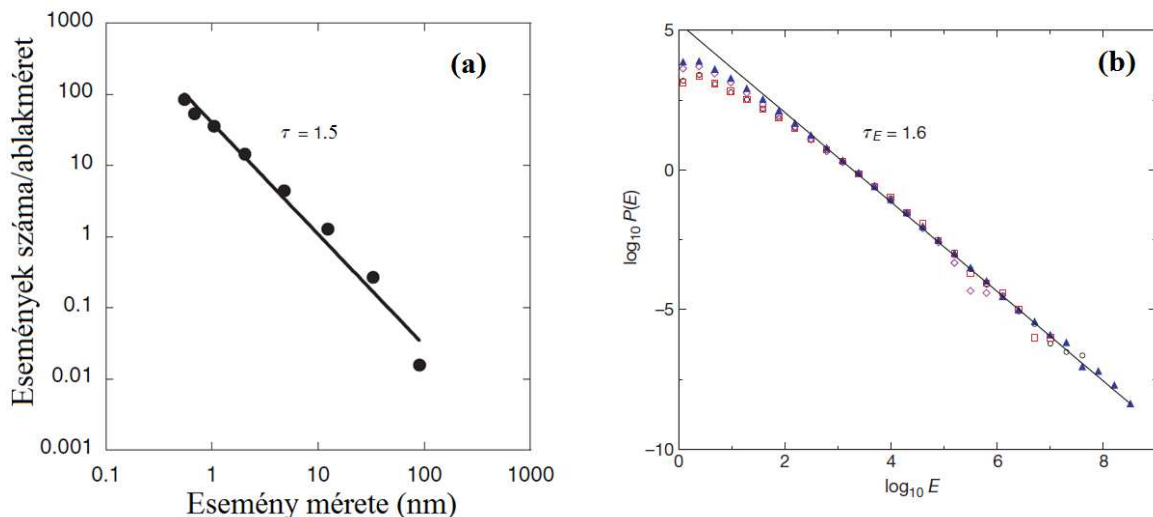 Események száma/ablakméret
1000
100
10
1
0.1
0.01
0.001
(a)
τ = 1.5
0.1
1
10
100
1000
Esemény mérete (nm)
log₁₀ P(E)
5
0
−5
−10
(b)
τE = 1.6
0
2
4
6
8
log₁₀ E